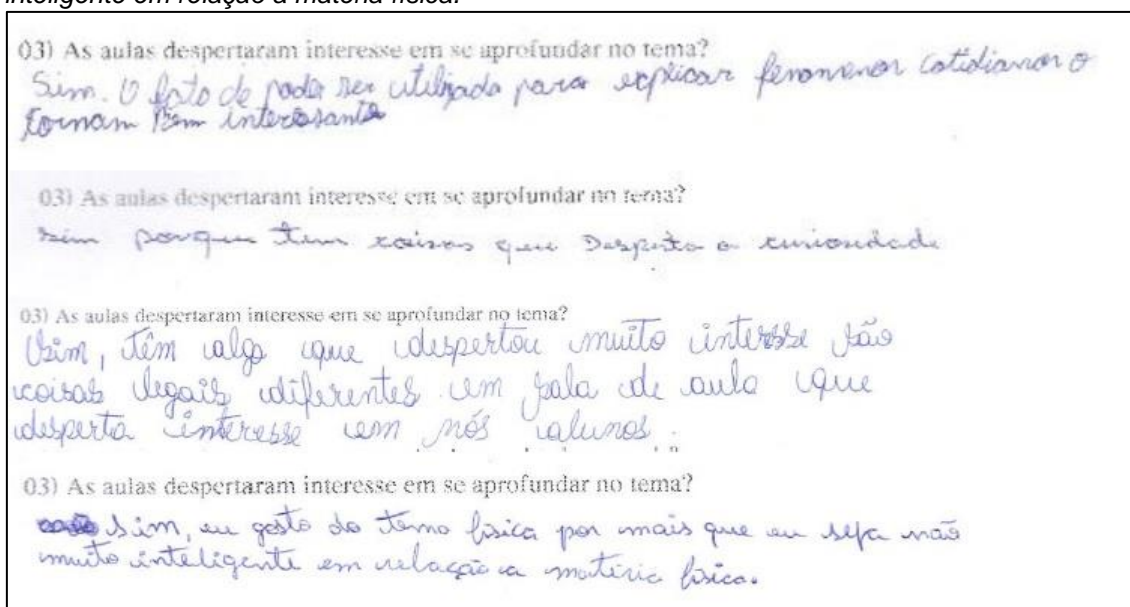 inteligente em relação a matéria física.
03) As aulas despertaram interesse em se aprofundar no tema?
Sim. O fato de poder ser utilizado para explicar fenomenos cotidianos o
tornam bem interessante
03) As aulas despertaram interesse em se aprofundar no tema?
sim porque tem coisas que Desperta a curiosidade
03) As aulas despertaram interesse em se aprofundar no tema?
Sim, têm algo que despertou muito interesse são
coisas legais diferentes em sala de aula que
desperta interesse em nós alunos.
03) As aulas despertaram interesse em se aprofundar no tema?
Sim, eu gosto do tema física por mais que eu seja não
muito inteligente em relação a matéria física.